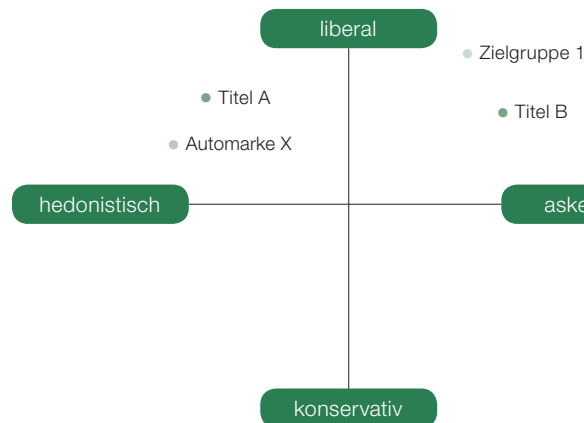 liberal
Zielgruppe 1
Titel A
Titel B
Automarke X
hedonistisch
aske
konservativ